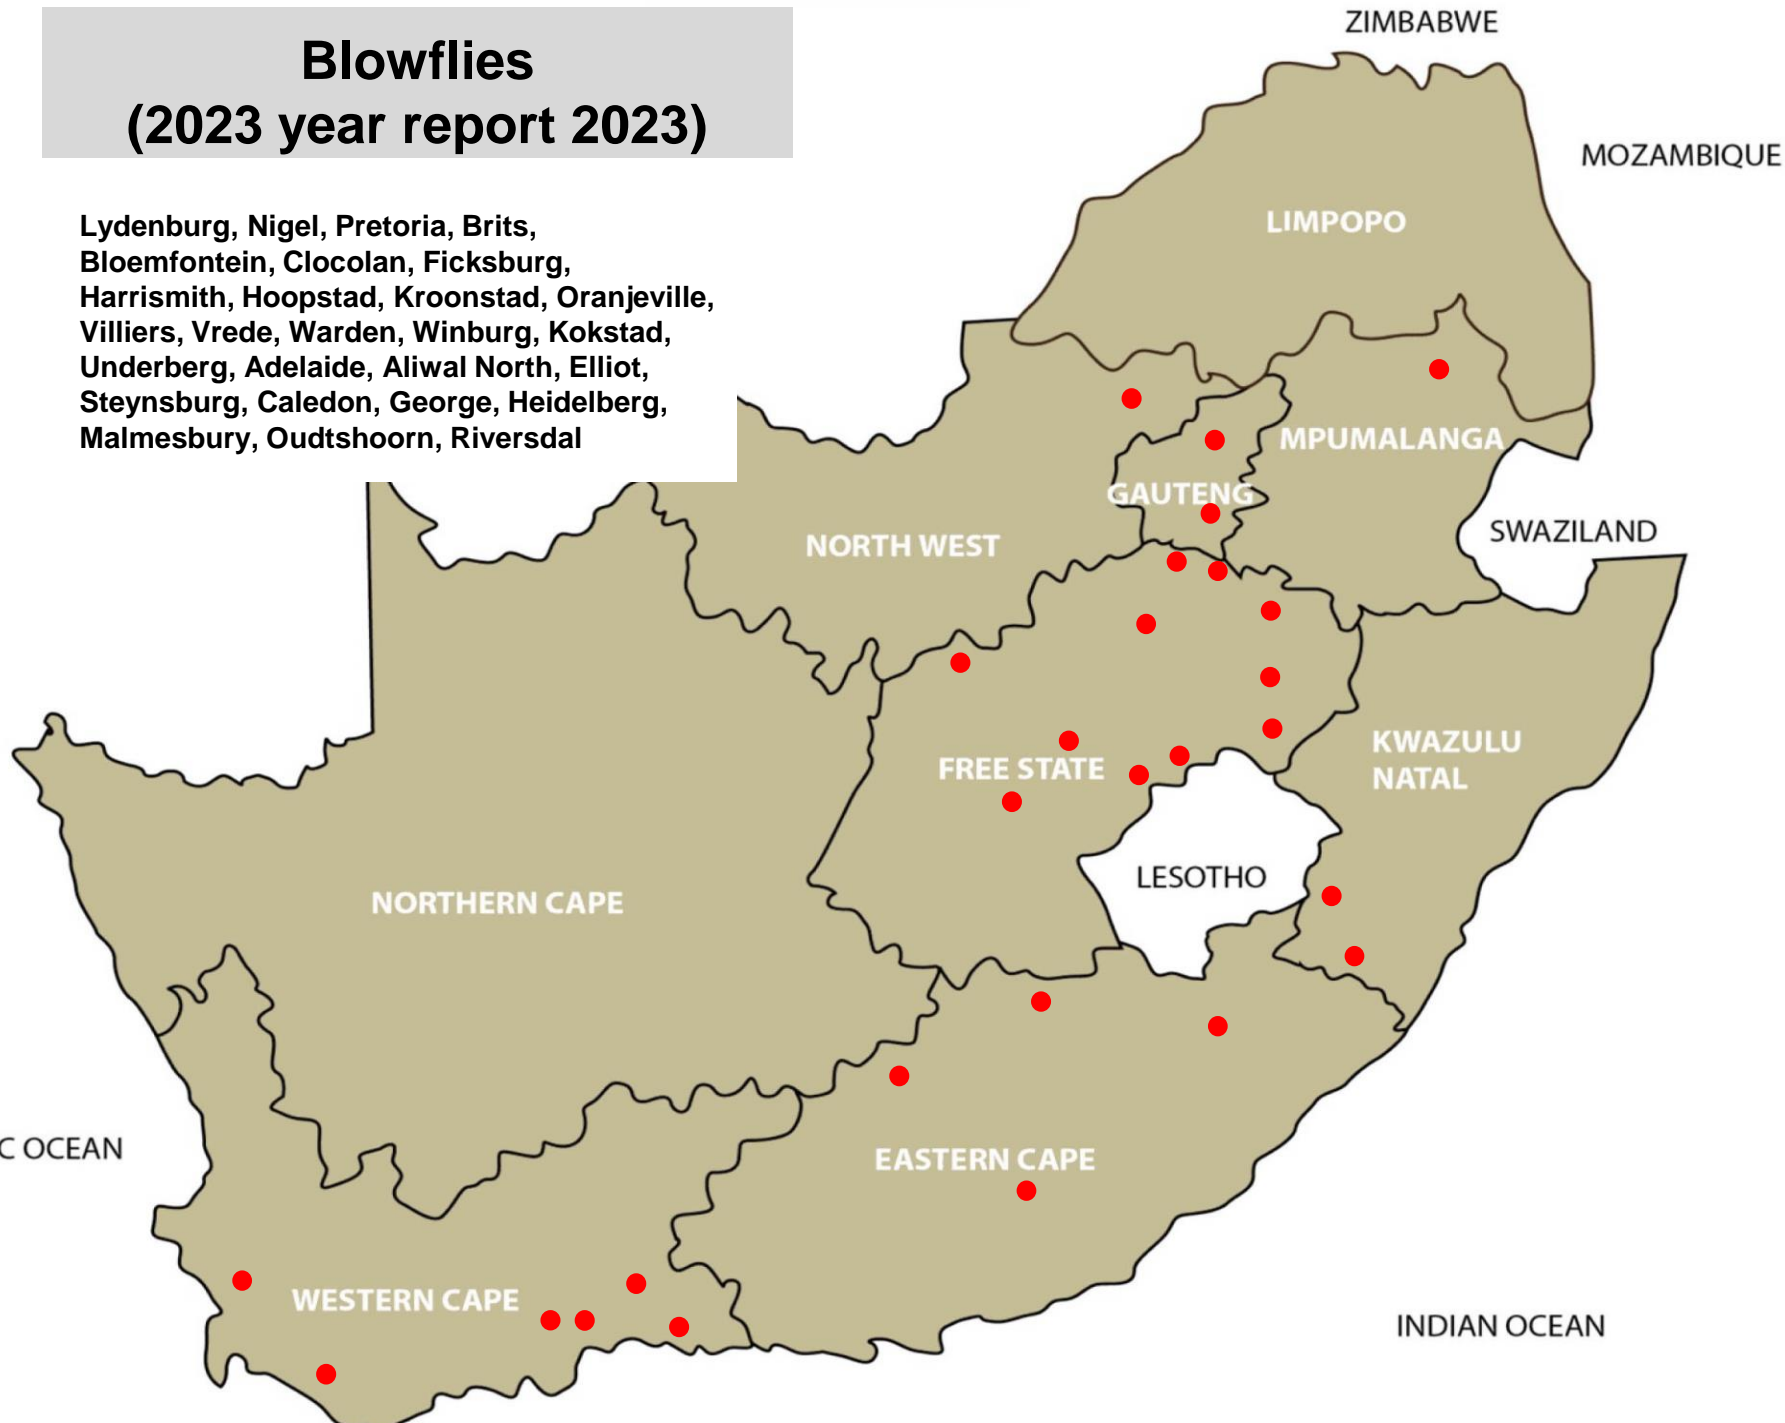 Blowflies
(2023 year report 2023)
Lydenburg, Nigel, Pretoria, Brits,
Bloemfontein, Clocolan, Ficksburg,
Harrismith, Hoopstad, Kroonstad, Oranjeville,
Villiers, Vrede, Warden, Winburg, Kokstad,
Underberg, Adelaide, Aliwal North, Elliot,
Steynsburg, Caledon, George, Heidelberg,
Malmesbury, Oudtshoorn, Riversdal
ZIMBABWE
MOZAMBIQUE
LIMPOPO
MPUMALANGA
GAUTENG
NORTH WEST
SWAZILAND
KWAZULU
NATAL
FREE STATE
LESOTHO
NORTHERN CAPE
C OCEAN
EASTERN CAPE
WESTERN CAPE
INDIAN OCEAN